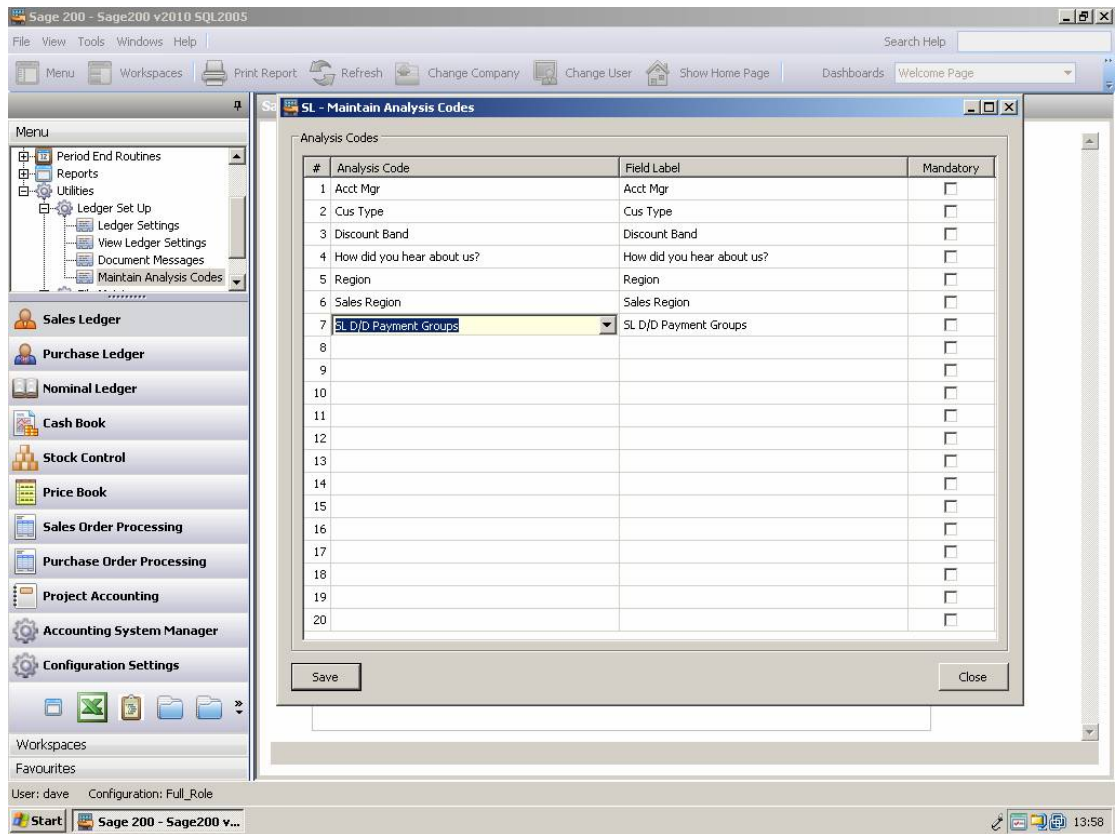 Sage 200 - Sage200 v2010 SQL2005
File View Tools Windows Help
Search Help
Menu Workspaces Print Report Refresh Change Company Change User Show Home Page Dashboards Welcome Page
Menu
Period End Routines
Reports
Utilities
Ledger Set Up
Ledger Settings
View Ledger Settings
Document Messages
Maintain Analysis Codes
Sales Ledger
Purchase Ledger
Nominal Ledger
Cash Book
Stock Control
Price Book
Sales Order Processing
Purchase Order Processing
Project Accounting
Accounting System Manager
Configuration Settings
Workspaces
Favourites
SL - Maintain Analysis Codes
Analysis Codes
# Analysis Code Field Label Mandatory
1 Acct Mgr Acct Mgr
2 Cus Type Cus Type
3 Discount Band Discount Band
4 How did you hear about us? How did you hear about us?
5 Region Region
6 Sales Region Sales Region
7 SL D/D Payment Groups SL D/D Payment Groups
8
9
10
11
12
13
14
15
16
17
18
19
20
Save Close
User: dave Configuration: Full_Role
Start Sage 200 - Sage200 v... 13:58